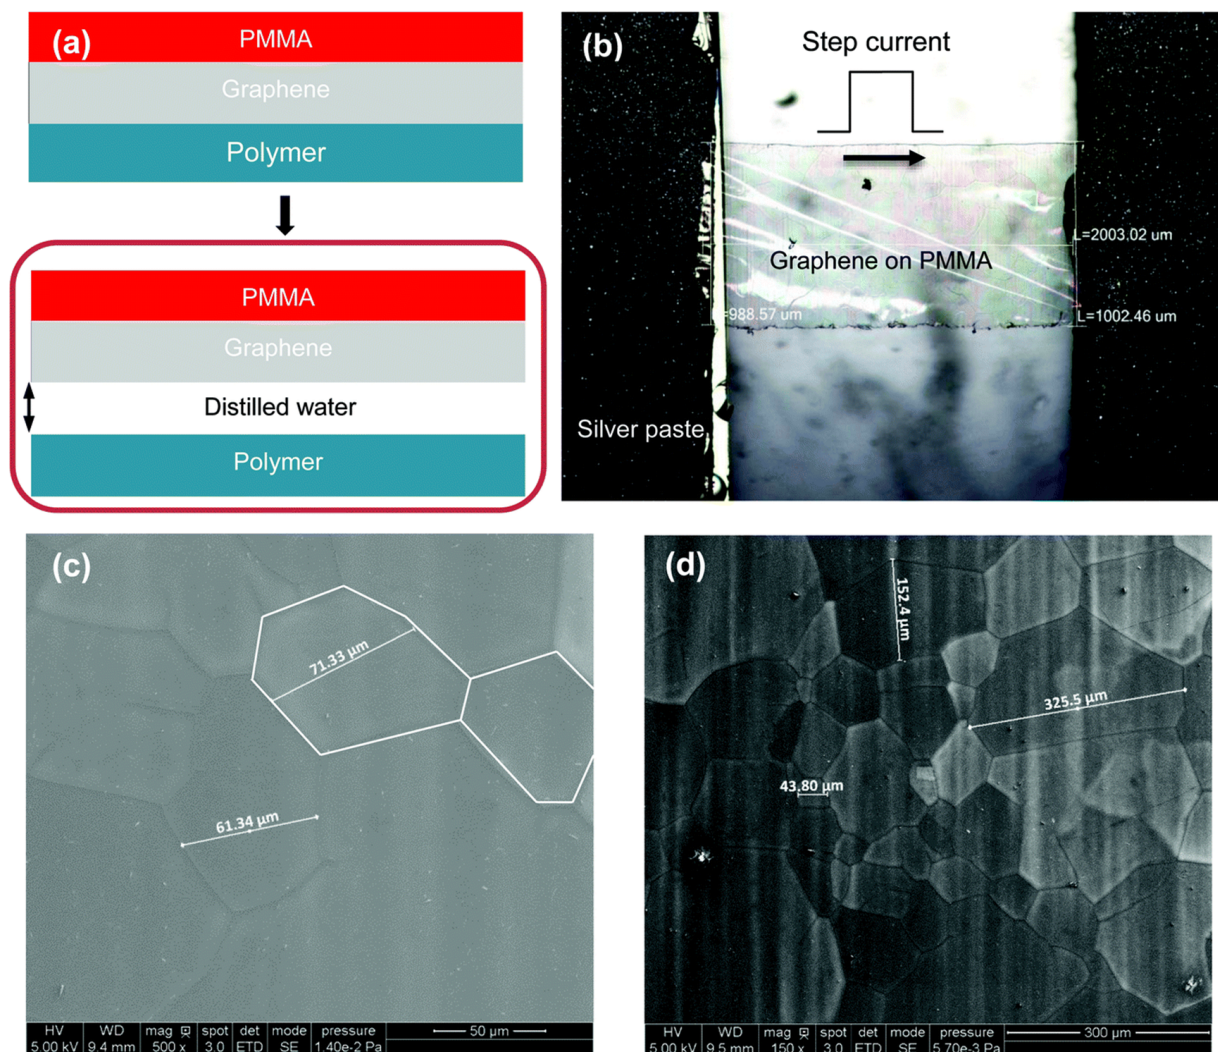 (a)
PMMA
Graphene
Polymer
PMMA
Graphene
Distilled water
Polymer
(b)
Step current
L=2003.02 um
Graphene on PMMA
=988.57 um
L=1002.46 um
Silver paste
(c)
71.33 µm
61.34 µm
HV WD mag spot det mode pressure 50 µm
5.00 kV 9.4 mm 500 x 3.0 ETD SE 1.40e-2 Pa
(d)
152.4 µm
325.5 µm
43.80 µm
HV WD mag spot det mode pressure 300 µm
5.00 kV 9.5 mm 150 x 3.0 ETD SE 5.70e-3 Pa